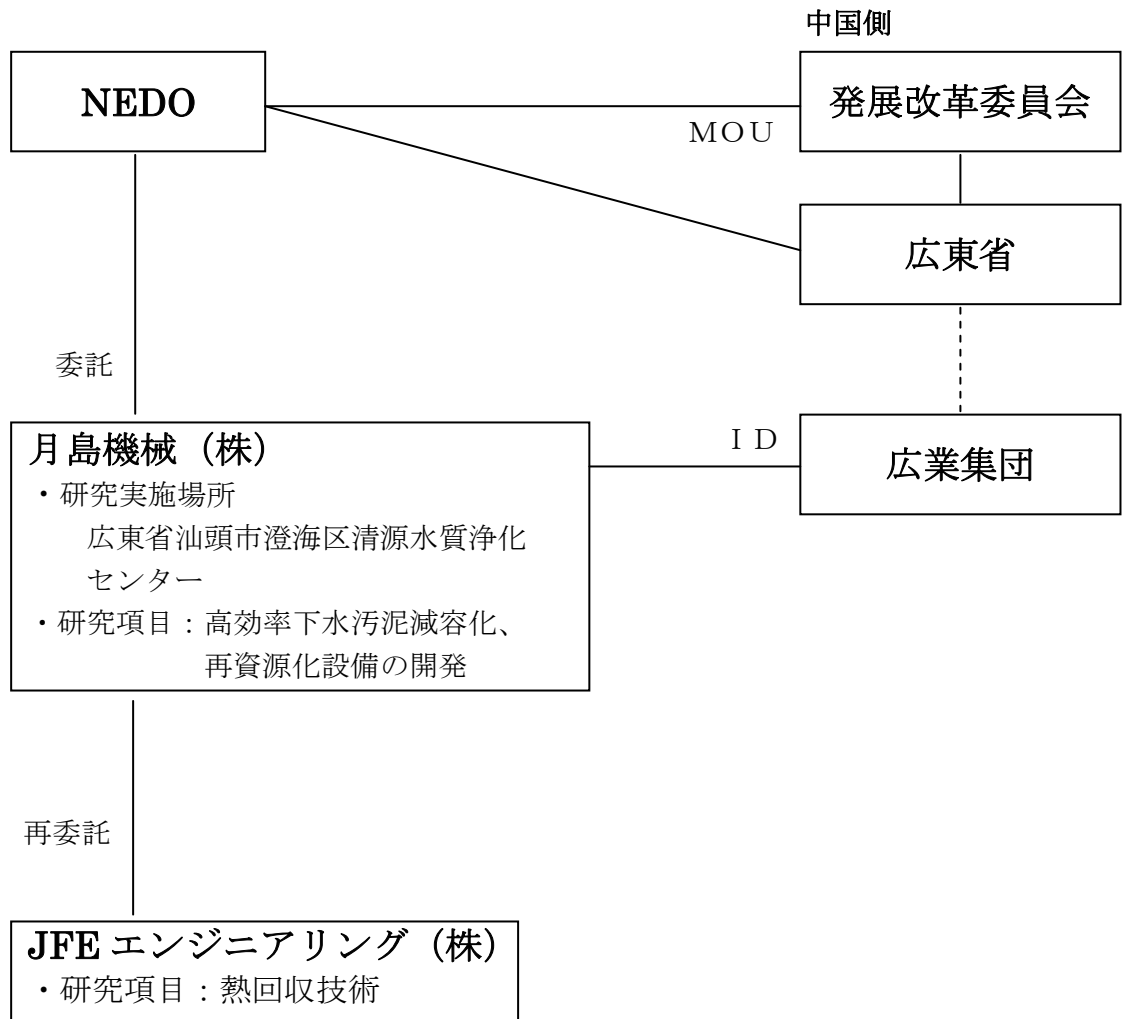 中国側
NEDO
発展改革委員会
ＭＯＵ
広東省
委託
月島機械（株）
・研究実施場所
広東省汕頭市澄海区清源水質浄化
センター
・研究項目：高効率下水汚泥減容化、
再資源化設備の開発
ＩＤ
広業集団
再委託
JFE エンジニアリング（株）
・研究項目：熱回収技術